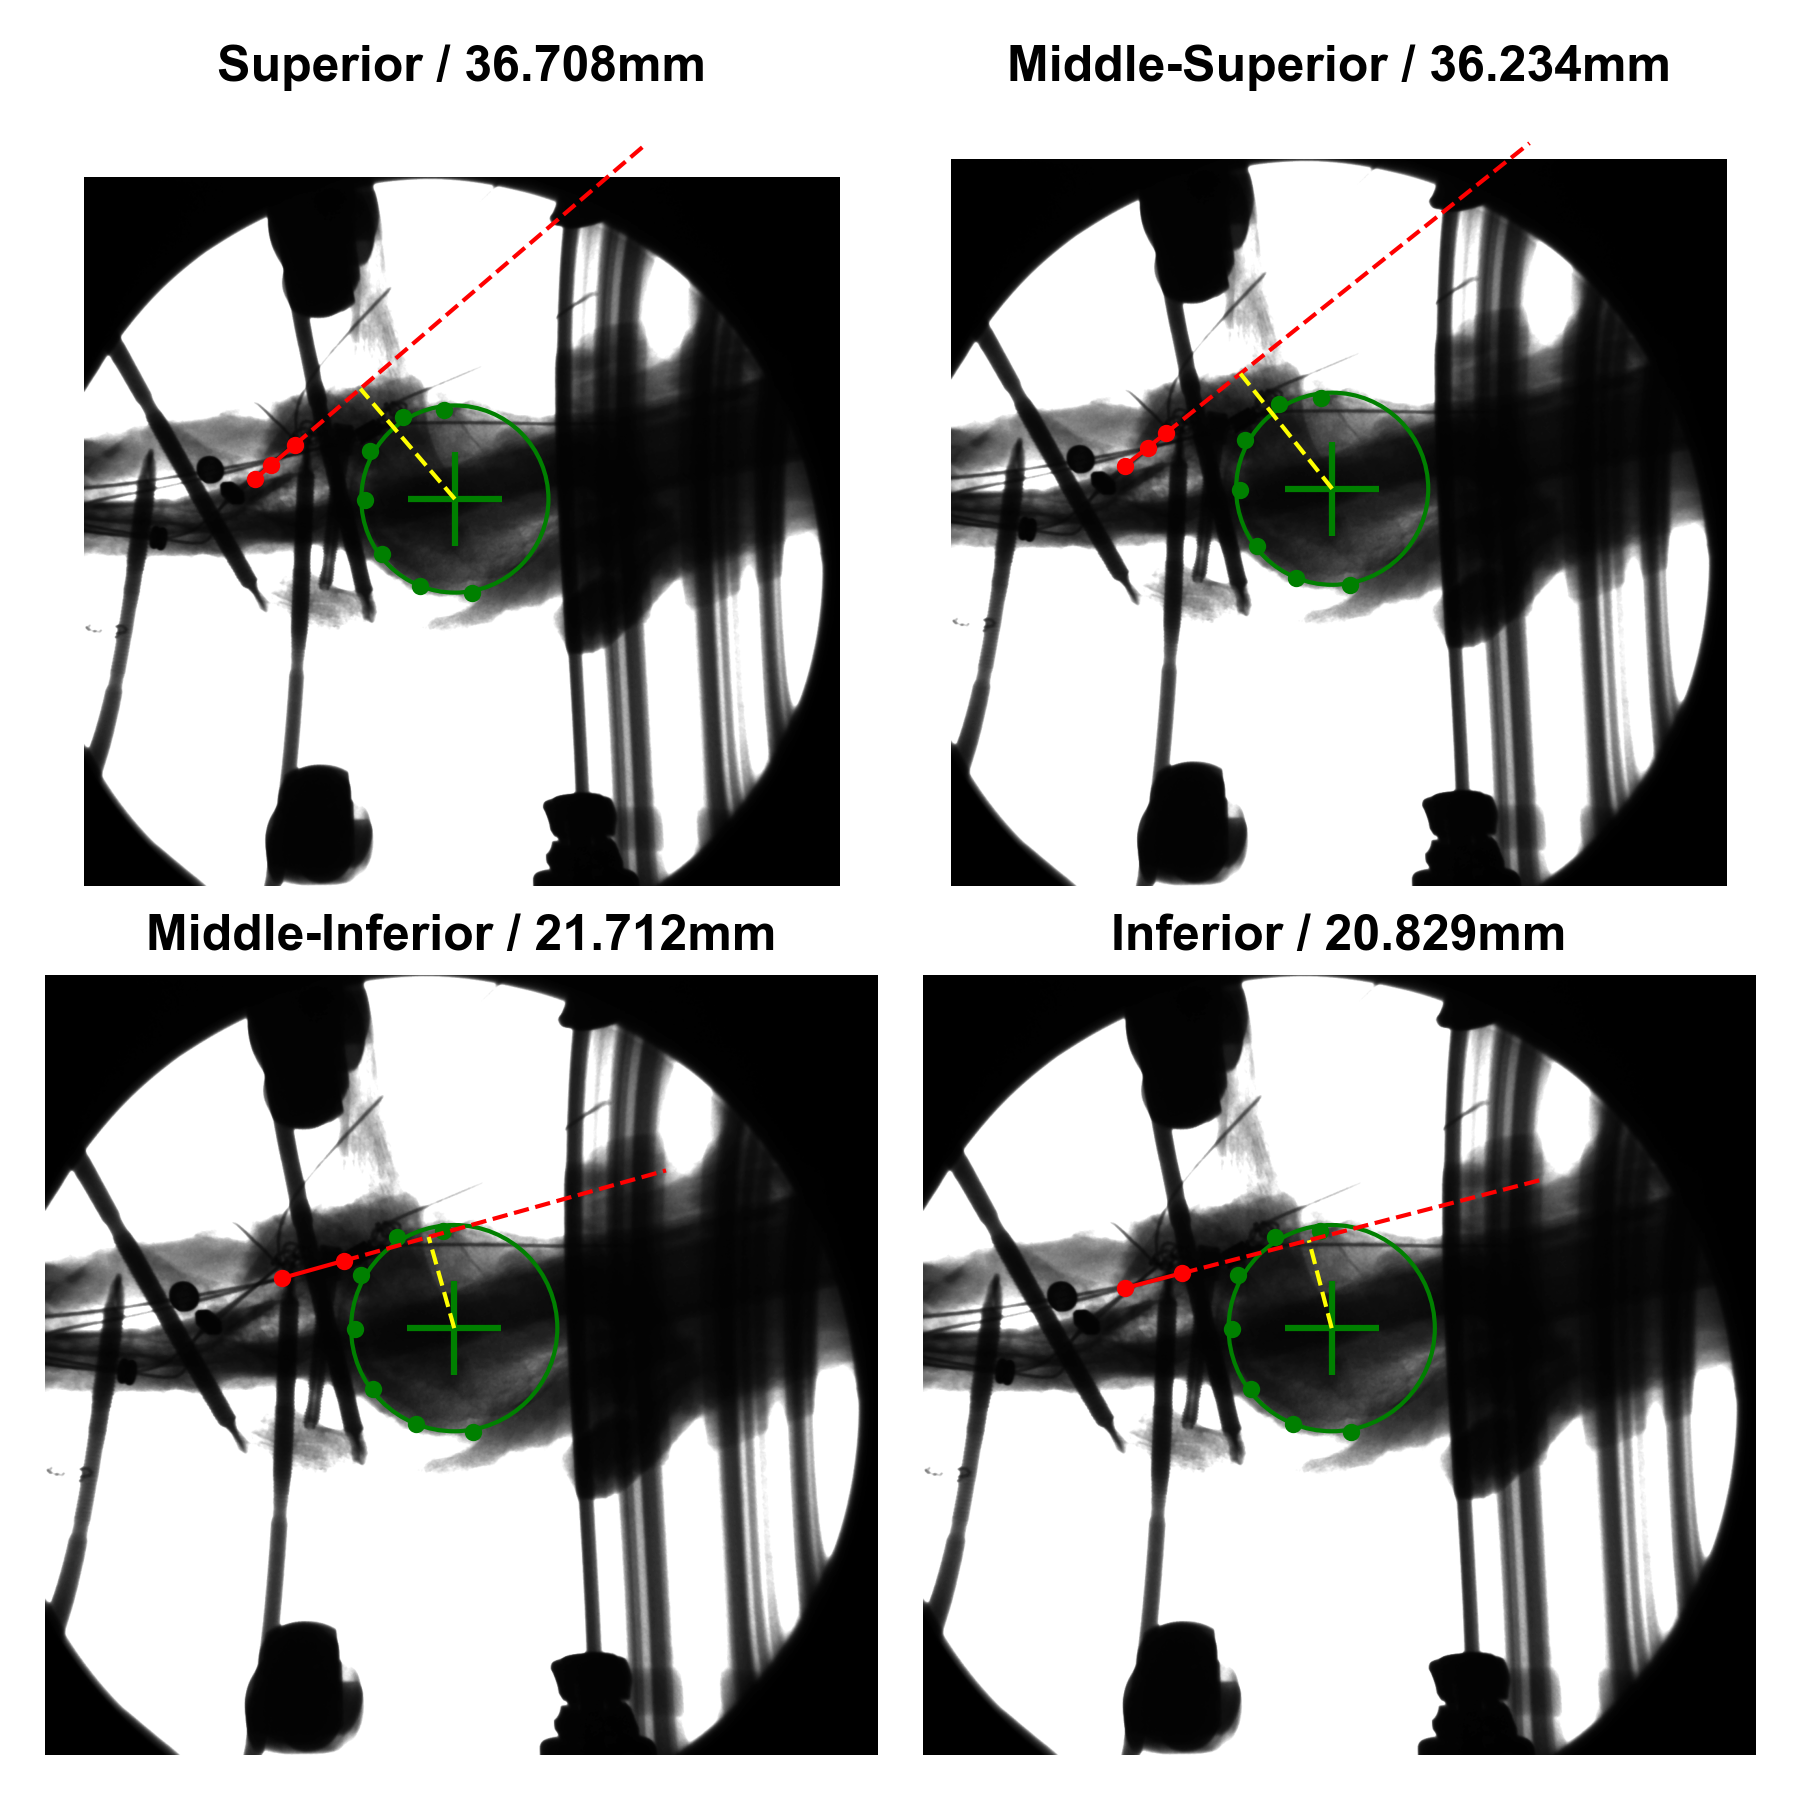 Superior / 36.708mm
Middle-Superior / 36.234mm
Middle-Inferior / 21.712mm
Inferior / 20.829mm